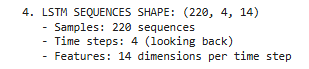 4. LSTM SEQUENCES SHAPE: (220, 4, 14)
- Samples: 220 sequences
- Time steps: 4 (looking back)
- Features: 14 dimensions per time step